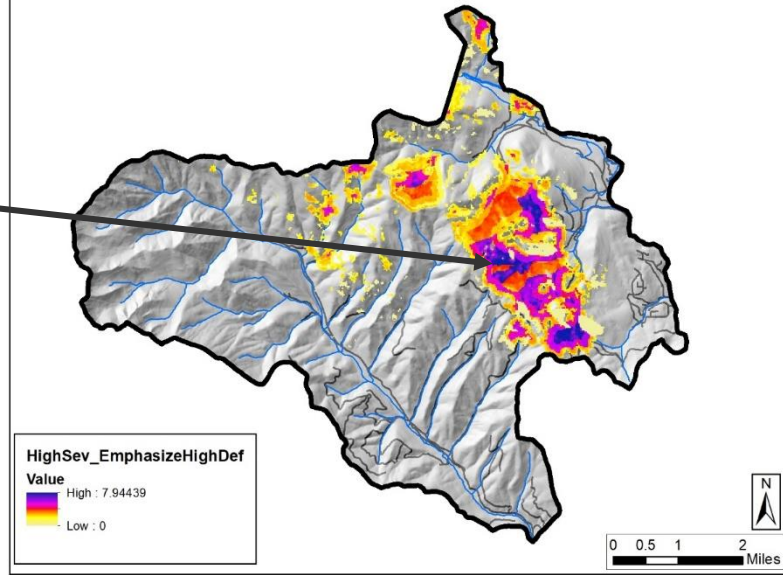 HighSev_EmphasizeHighDef
Value
High : 7.94439
Low : 0
N
0 0.5 1 2
Miles